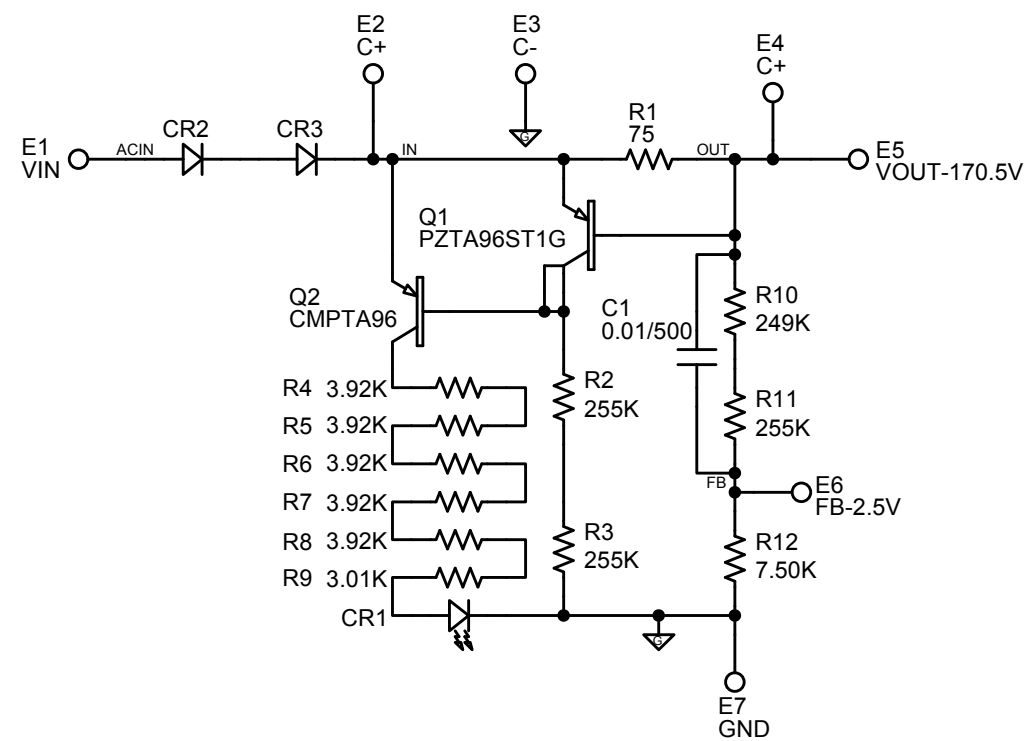 E2
C+
E3
C-
E4
C+
E1
VIN
ACIN
CR2
CR3
IN
G
R1
75
OUT
E5
VOUT-170.5V
Q1
PZTA96ST1G
Q2
CMPTA96
C1
0.01/500
R10
249K
R4 3.92K
R2
255K
R11
255K
R5 3.92K
R6 3.92K
FB
E6
FB-2.5V
R7 3.92K
R8 3.92K
R3
255K
R12
7.50K
R9 3.01K
CR1
G
E7
GND